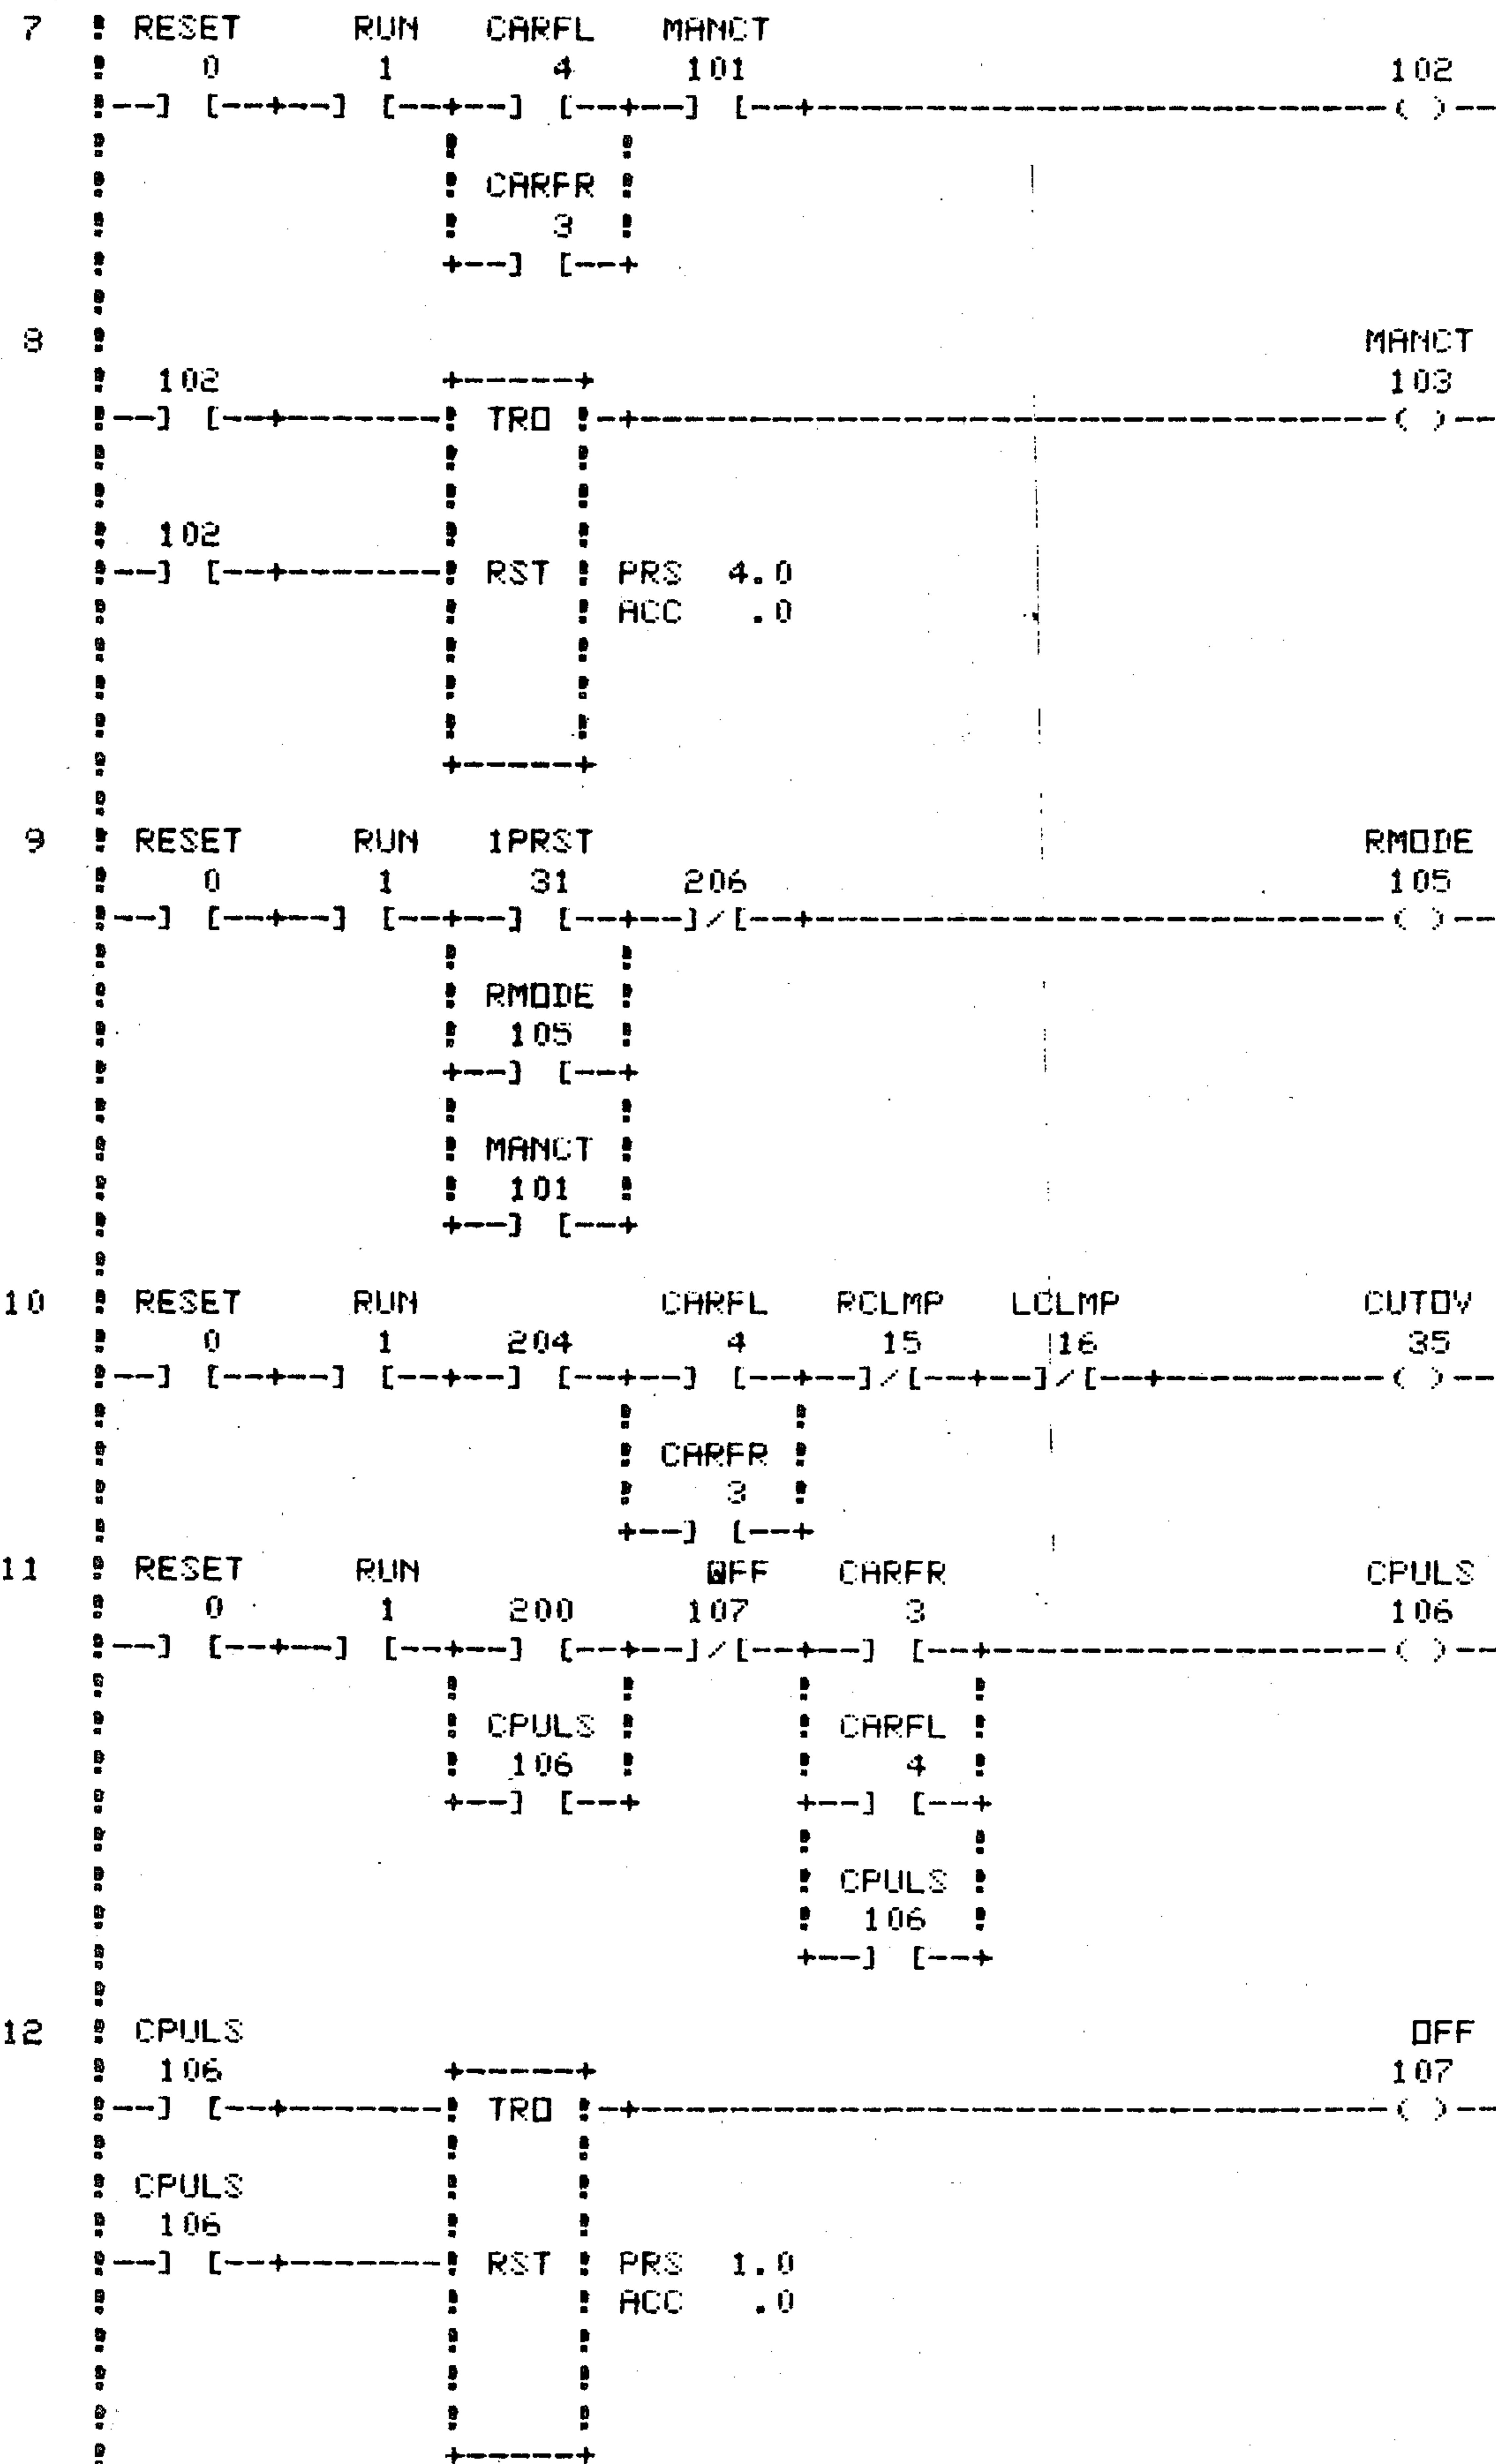 7 ! RESET RUN CARFL MANCT
! 0 1 4 101 102
!--] [--+--] [--+--] [--+--] [--+-----------------------------( )--
! ! !
! ! CARFR !
! ! 3 !
! +--] [--+
!
8 ! MANCT
! 102 +------+ 103
!--] [--+-------! TRO !-+-------------------------------------( )--
! ! !
! ! !
! 102 ! !
!--] [--+-------! RST ! PRS 4.0
! ! ! ACC .0
! ! !
! ! !
! ! !
! +------+
!
9 ! RESET RUN 1PRST RMODE
! 0 1 31 206 105
!--] [--+--] [--+--] [--+--]/[--+-----------------------------( )--
! ! !
! ! RMODE !
! ! 105 !
! +--] [--+
! ! !
! ! MANCT !
! ! 101 !
! +--] [--+
!
10 ! RESET RUN CARFL RCLMP LCLMP CUTOV
! 0 1 204 4 15 16 35
!--] [--+--] [--+--] [--+--] [--+--]/[--+--]/[--+------------( )--
! ! !
! ! CARFR !
! ! 3 !
! +--] [--+
11 ! RESET RUN OFF CARFR CPULS
! 0 1 200 107 3 106
!--] [--+--] [--+--] [--+--]/[--+--] [--+---------------------( )--
! ! ! ! !
! ! CPULS ! ! CARFL !
! ! 106 ! ! 4 !
! +--] [--+ +--] [--+
! ! !
! ! CPULS !
! ! 106 !
! +--] [--+
!
12 ! CPULS OFF
! 106 +------+ 107
!--] [--+-------! TRO !-+-------------------------------------( )--
! ! !
! CPULS ! !
! 106 ! !
!--] [--+-------! RST ! PRS 1.0
! ! ! ACC .0
! ! !
! ! !
! ! !
! +------+